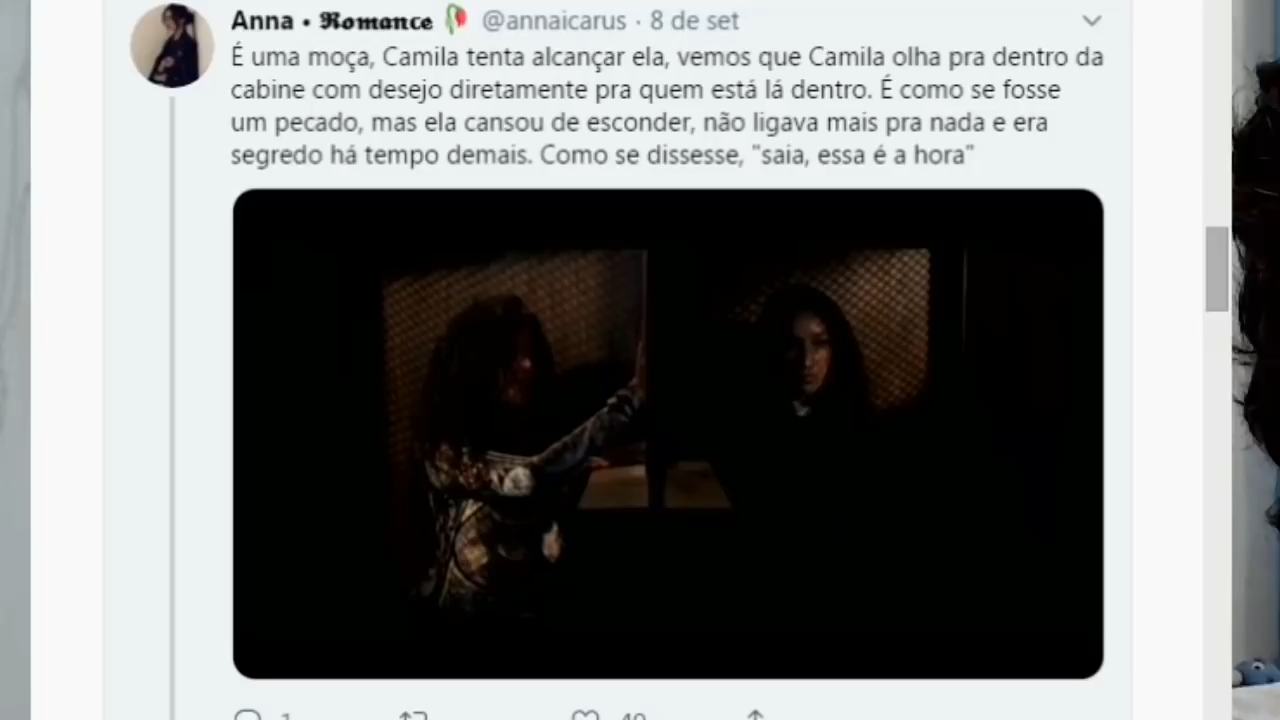 Anna • Romance 🥀 @annaicarus · 8 de set
É uma moça, Camila tenta alcançar ela, vemos que Camila olha pra dentro da
cabine com desejo diretamente pra quem está lá dentro. É como se fosse
um pecado, mas ela cansou de esconder, não ligava mais pra nada e era
segredo há tempo demais. Como se dissesse, "saia, essa é a hora"